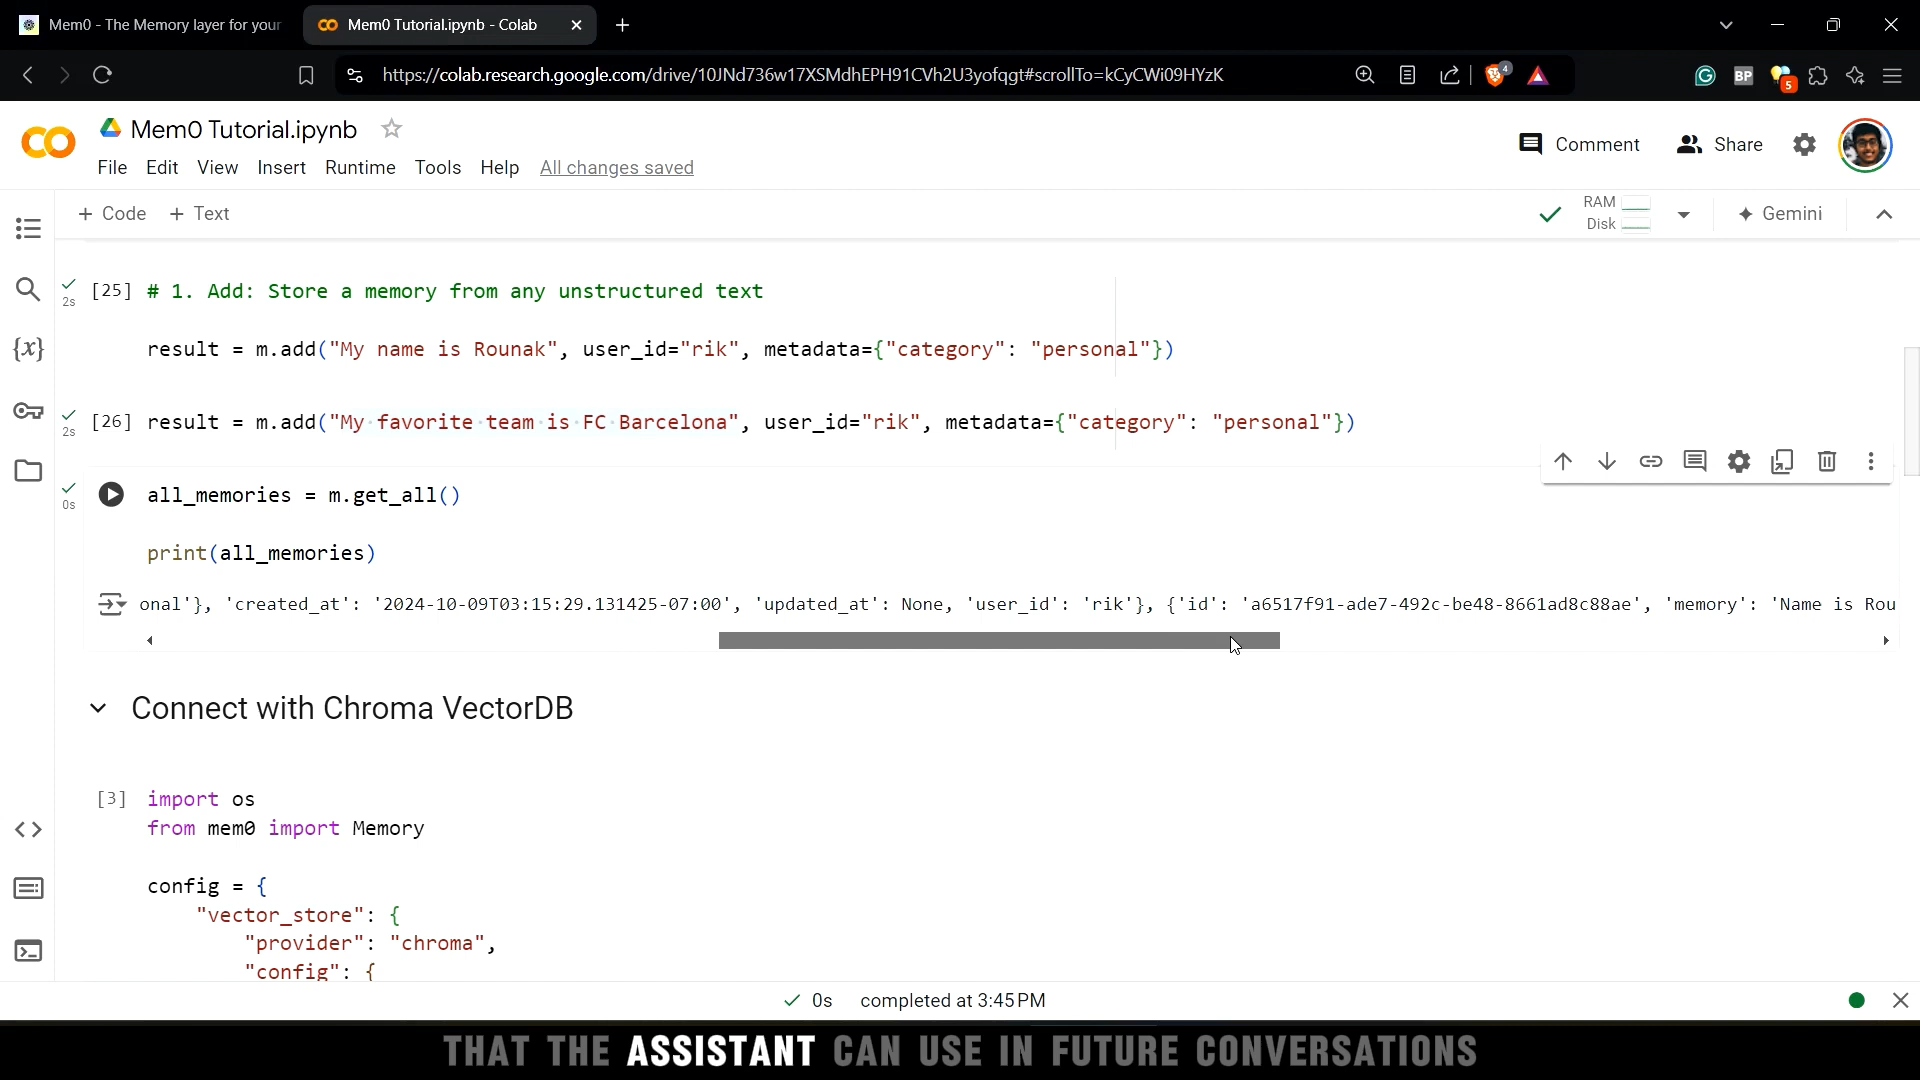 Mem0 - The Memory layer for your
Mem0 Tutorial.ipynb - Colab
https://colab.research.google.com/drive/10JNd736w17XSMdhEPH91CVh2U3yofqgt#scrollTo=kCyCWi09HYzK
4
BP
5
Mem0 Tutorial.ipynb
Comment
Share
File Edit View Insert Runtime Tools Help All changes saved
+ Code + Text
RAM
Disk
Gemini
{x}
2s
[25] # 1. Add: Store a memory from any unstructured text
result = m.add("My name is Rounak", user_id="rik", metadata={"category": "personal"})
2s
[26] result = m.add("My favorite team is FC Barcelona", user_id="rik", metadata={"category": "personal"})
0s
all_memories = m.get_all()
print(all_memories)
onal'}, 'created_at': '2024-10-09T03:15:29.131425-07:00', 'updated_at': None, 'user_id': 'rik'}, {'id': 'a6517f91-ade7-492c-be48-8661ad8c88ae', 'memory': 'Name is Rou
Connect with Chroma VectorDB
[3] import os
from mem0 import Memory
config = {
"vector_store": {
"provider": "chroma",
"config": {
0s completed at 3:45 PM
THAT THE ASSISTANT CAN USE IN FUTURE CONVERSATIONS